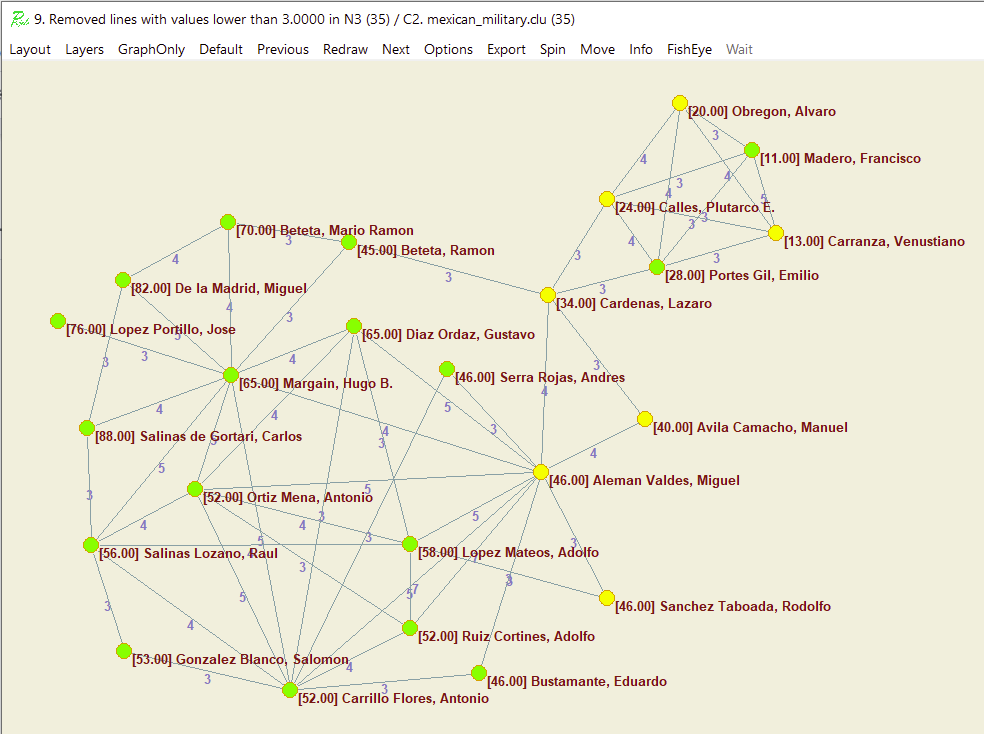 9. Removed lines with values lower than 3.0000 in N3 (35) / C2. mexican_military.clu (35)
Layout Layers GraphOnly Default Previous Redraw Next Options Export Spin Move Info FishEye Wait
[20.00] Obregon, Alvaro
3
[11.00] Madero, Francisco
4
4
3
4
5
[24.00] Calles, Plutarco E.
3
3
[70.00] Beteta, Mario Ramon
3
4
[13.00] Carranza, Venustiano
[45.00] Beteta, Ramon
3
3
4
[28.00] Portes Gil, Emilio
3
[82.00] De la Madrid, Miguel
3
[34.00] Cardenas, Lazaro
4
3
[76.00] Lopez Portillo, Jose
5
[65.00] Diaz Ordaz, Gustavo
3
3
4
3
[46.00] Serra Rojas, Andres
[65.00] Margain, Hugo B.
4
4
5
4
3
[40.00] Avila Camacho, Manuel
[88.00] Salinas de Gortari, Carlos
4
3
3
4
5
[46.00] Aleman Valdes, Miguel
5
3
[52.00] Ortiz Mena, Antonio
3
5
4
4
5
3
3
[56.00] Salinas Lozano, Raul
[58.00] Lopez Mateos, Adolfo
7
3
3
5
7
5
3
[46.00] Sanchez Taboada, Rodolfo
4
[52.00] Ruiz Cortines, Adolfo
[53.00] Gonzalez Blanco, Salomon
4
3
[46.00] Bustamante, Eduardo
3
[52.00] Carrillo Flores, Antonio